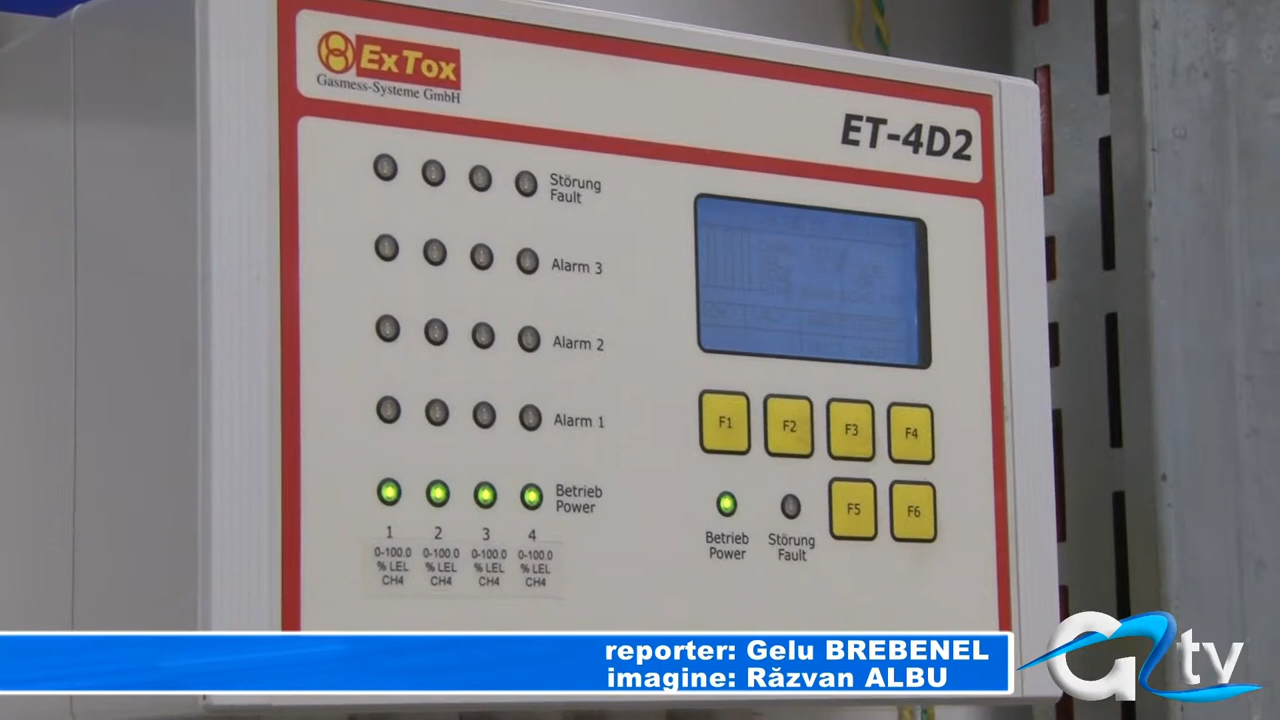 ExTox
Gasmess-Systeme GmbH
ET-4D2
Störung
Fault
Alarm 3
Alarm 2
Alarm 1
Betrieb
Power
1 2 3 4
0-100.0 0-100.0 0-100.0 0-100.0
% LEL % LEL % LEL % LEL
CH4 CH4 CH4 CH4
F1 F2 F3 F4
F5 F6
Betrieb
Power
Störung
Fault
reporter: Gelu BREBENEL
imagine: Răzvan ALBU
G2 tv